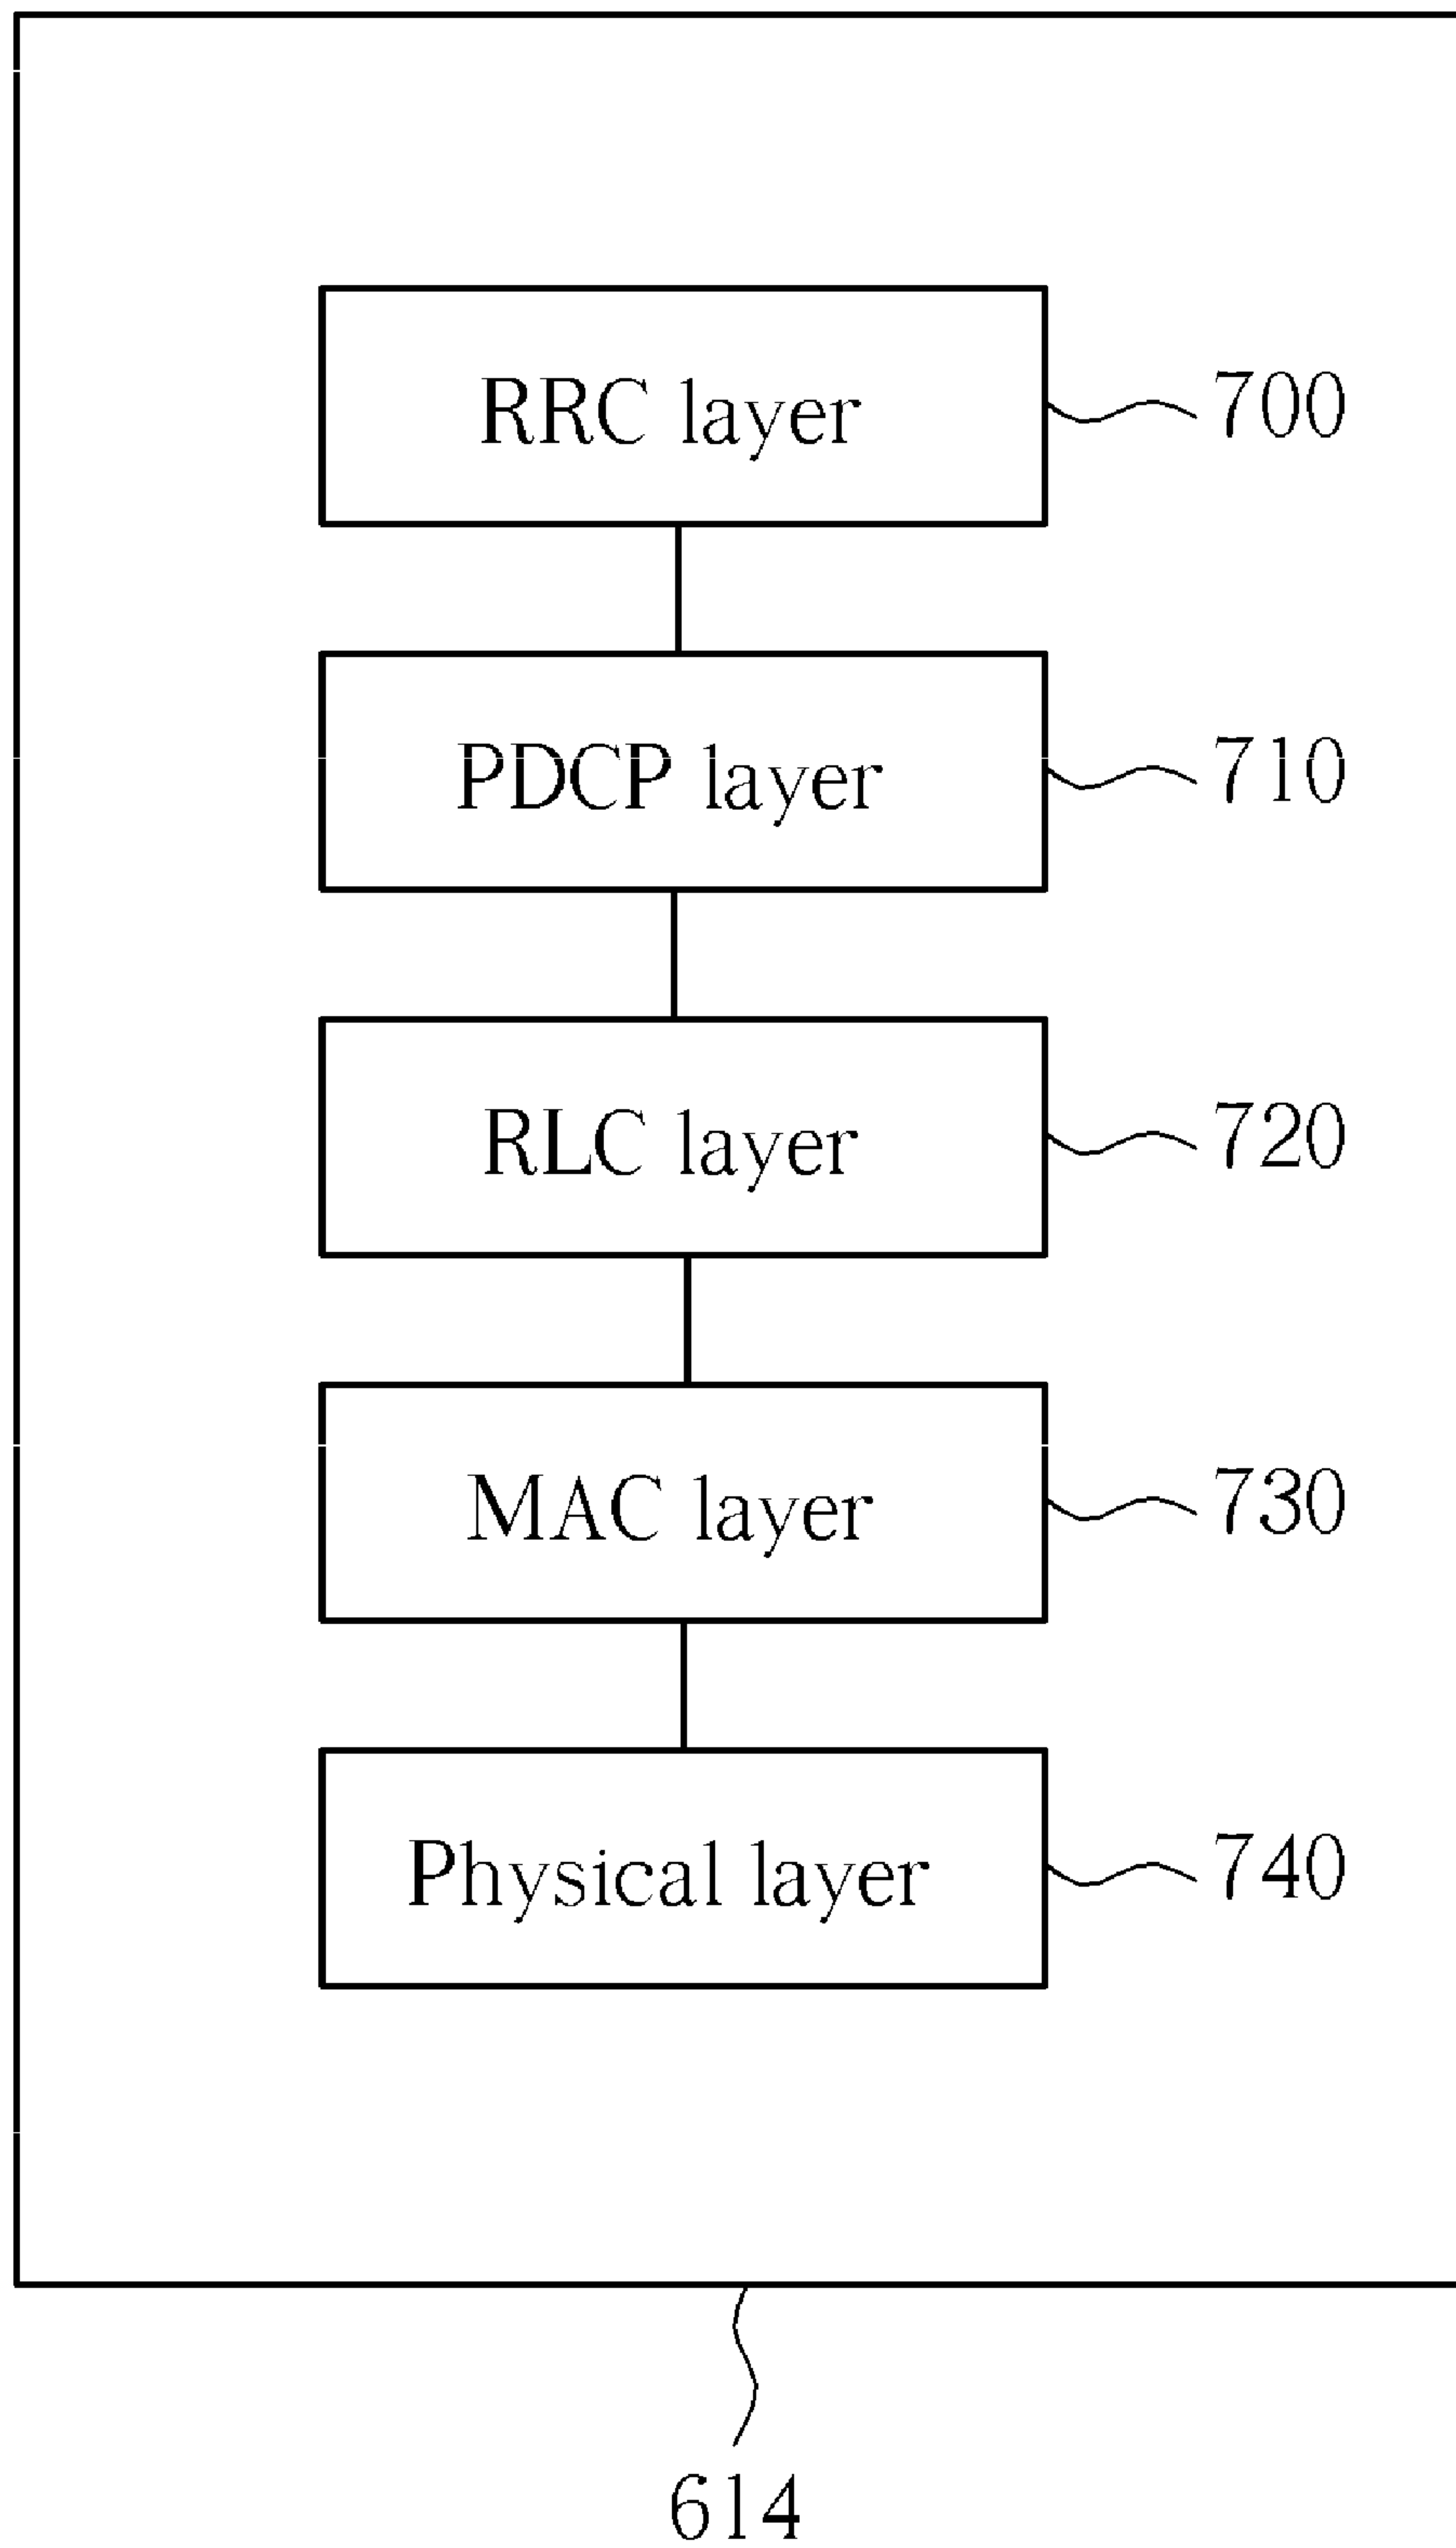 RRC layer 700
PDCP layer 710
RLC layer 720
MAC layer 730
Physical layer 740
614